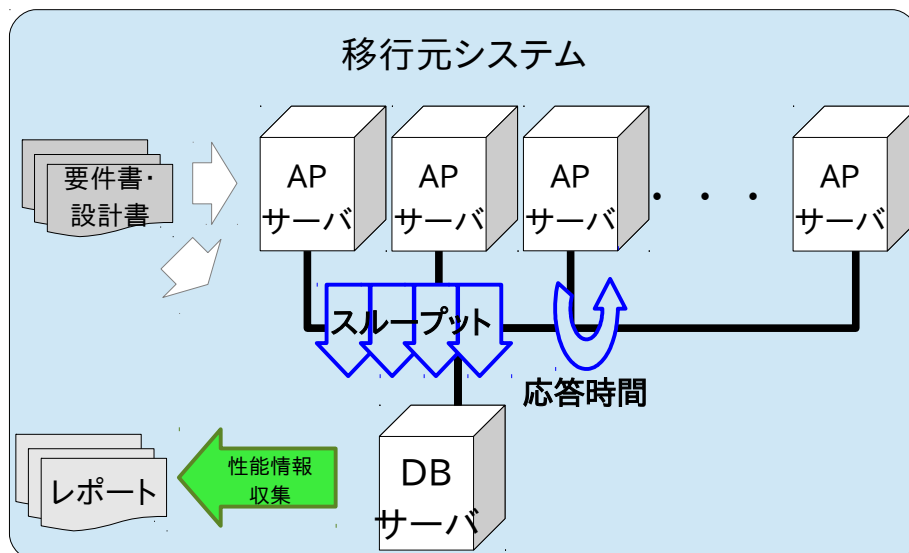 移行元システム
要件書・
設計書
AP
サーバ
AP
サーバ
AP
サーバ
・・・
AP
サーバ
スループット
応答時間
レポート
性能情報
収集
DB
サーバ